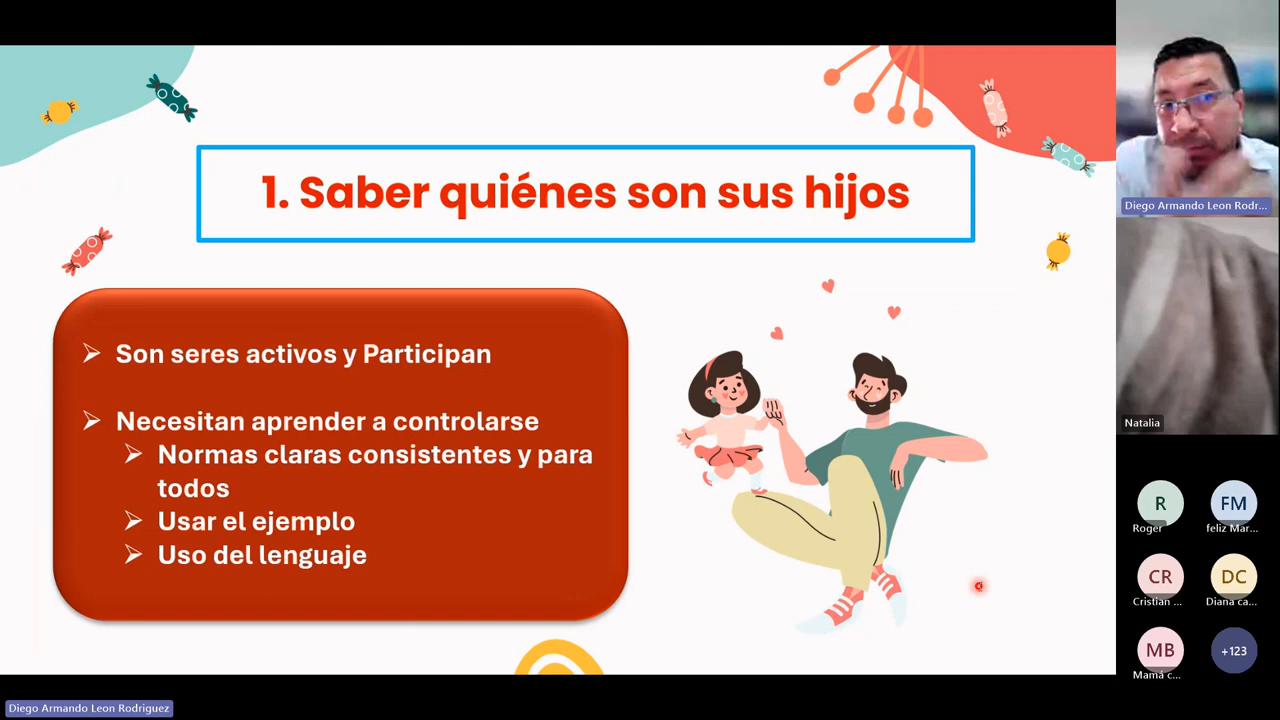 1. Saber quiénes son sus hijos
Son seres activos y Participan
Necesitan aprender a controlarse
Normas claras consistentes y para
todos
Usar el ejemplo
Uso del lenguaje
Diego Armando Leon Rodr...
Natalia
R
FM
Roger
feliz Mar...
CR
DC
Cristian ...
Diana ca...
MB
+123
Mamá c...
Diego Armando Leon Rodriguez